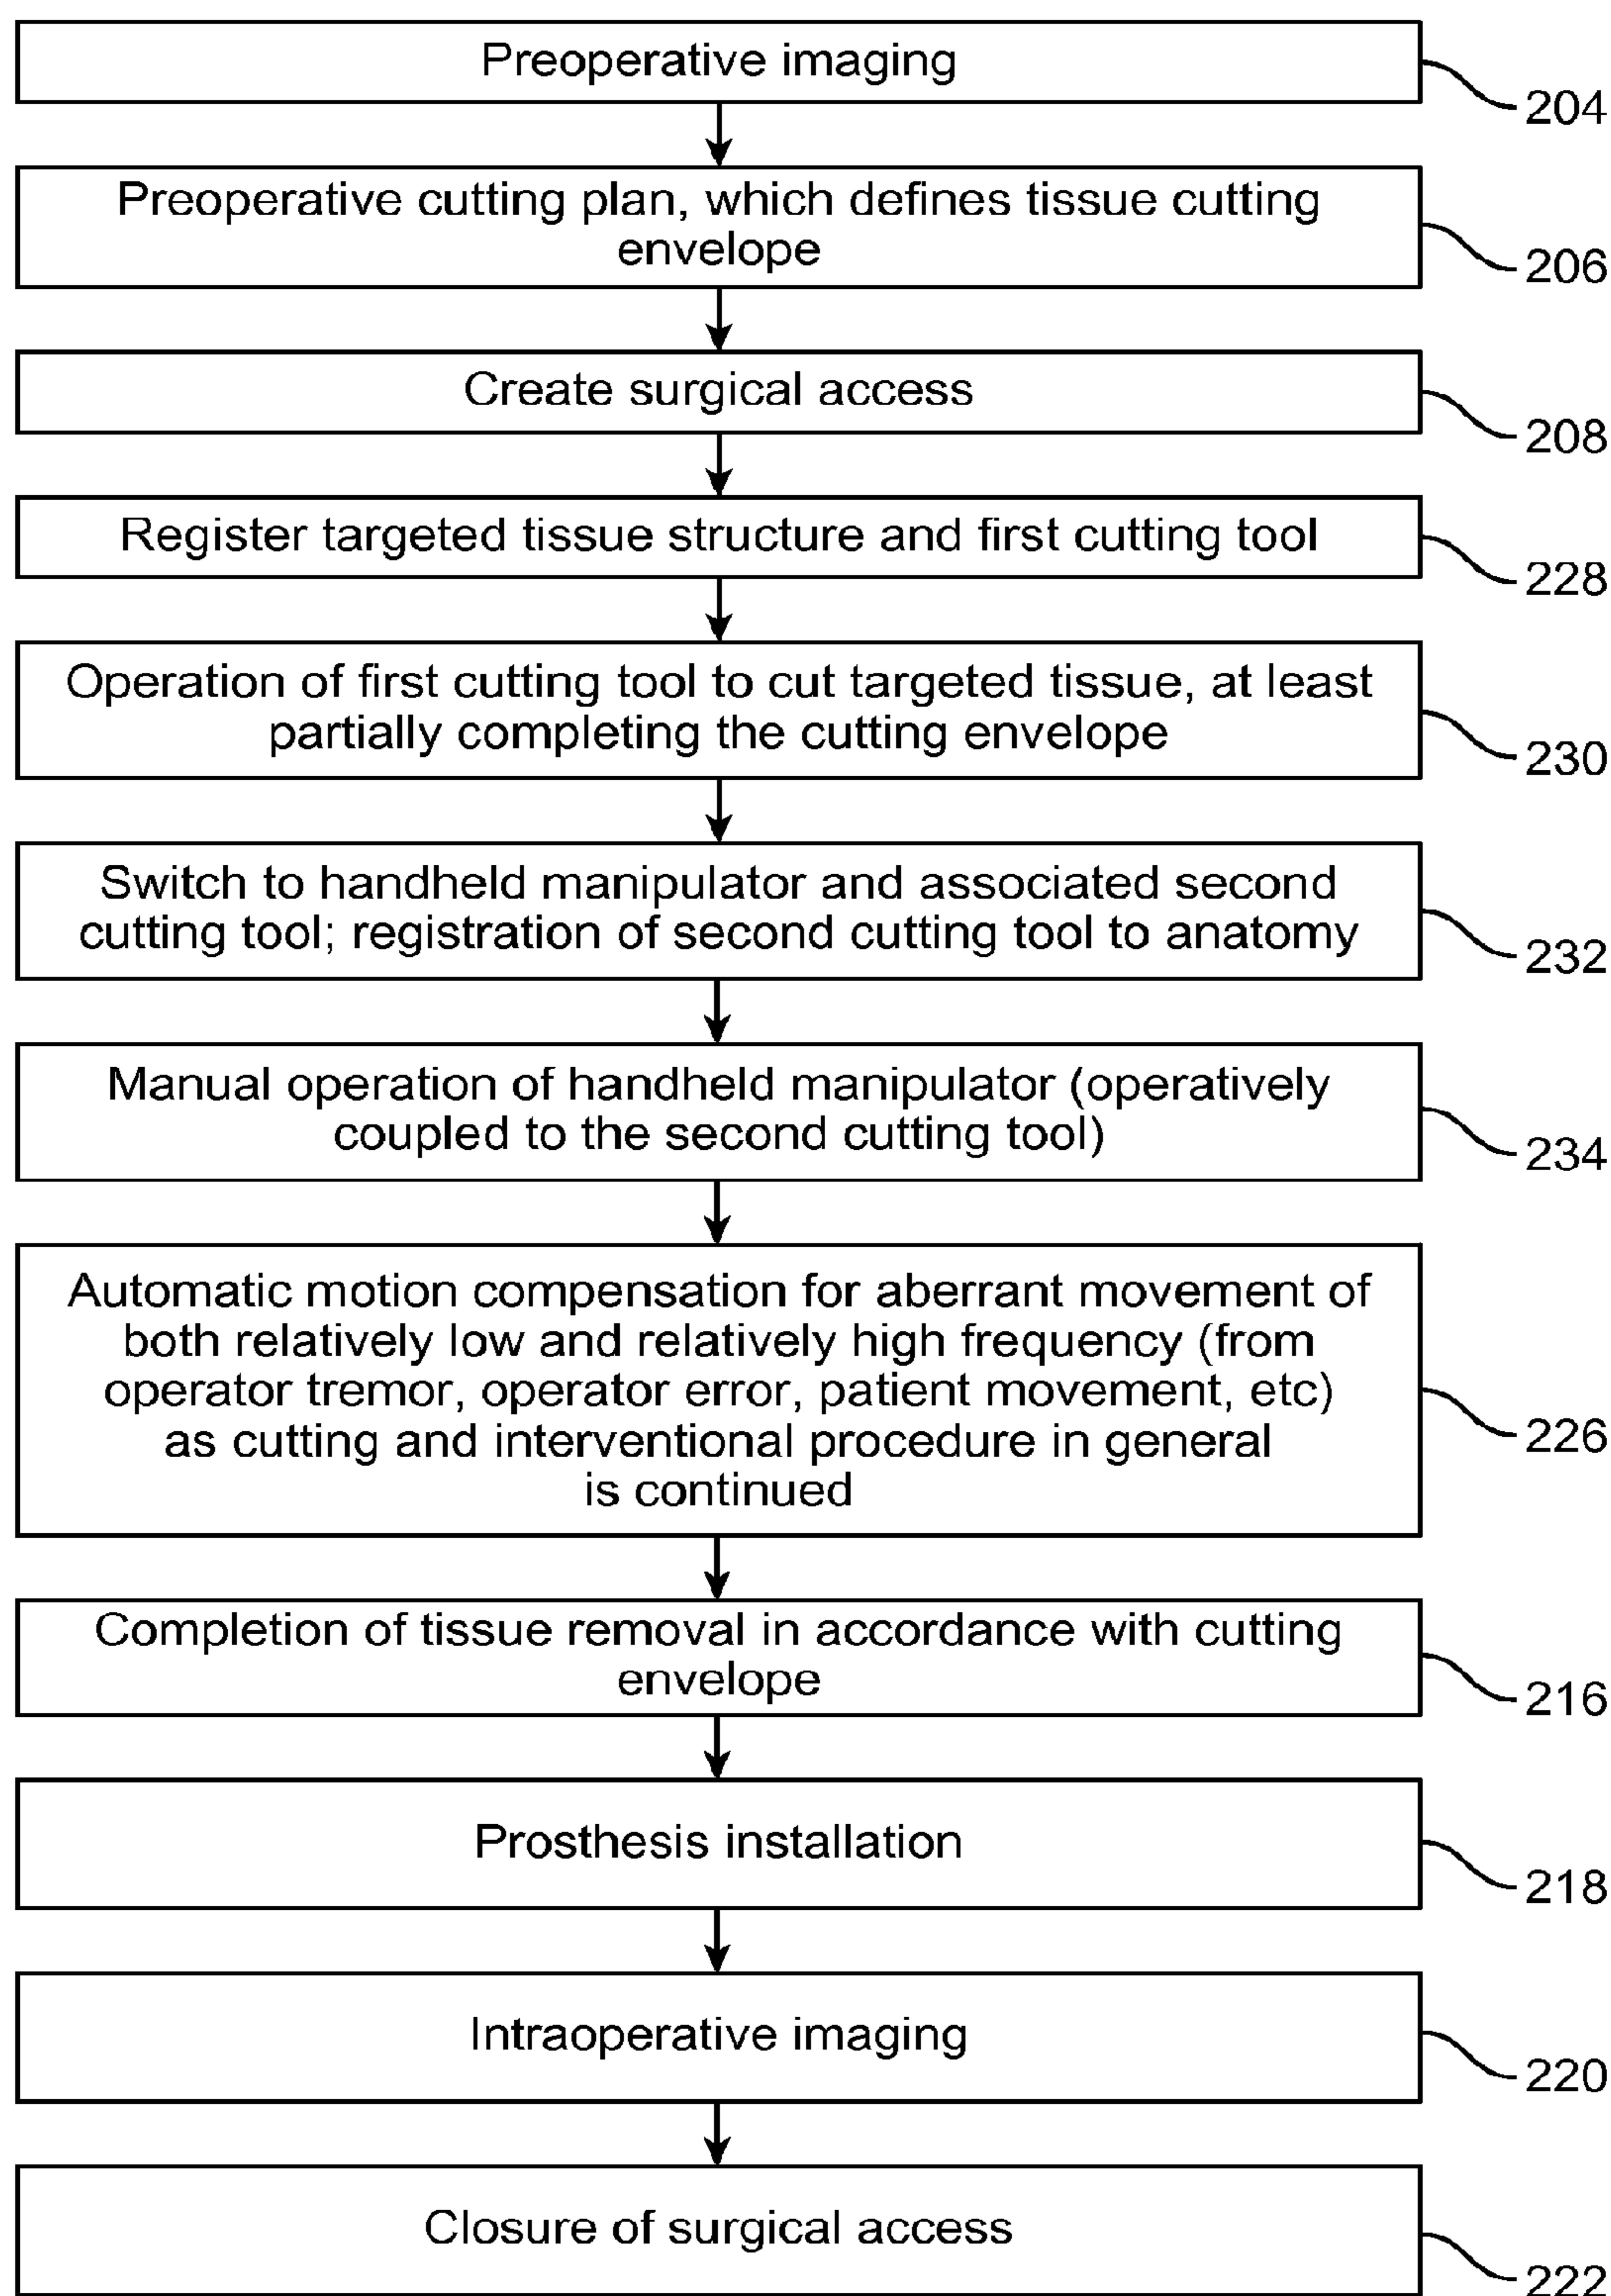 Preoperative imaging
204
Preoperative cutting plan, which defines tissue cutting
envelope
206
Create surgical access
208
Register targeted tissue structure and first cutting tool
228
Operation of first cutting tool to cut targeted tissue, at least
partially completing the cutting envelope
230
Switch to handheld manipulator and associated second
cutting tool; registration of second cutting tool to anatomy
232
Manual operation of handheld manipulator (operatively
coupled to the second cutting tool)
234
Automatic motion compensation for aberrant movement of
both relatively low and relatively high frequency (from
operator tremor, operator error, patient movement, etc)
as cutting and interventional procedure in general
is continued
226
Completion of tissue removal in accordance with cutting
envelope
216
Prosthesis installation
218
Intraoperative imaging
220
Closure of surgical access
222